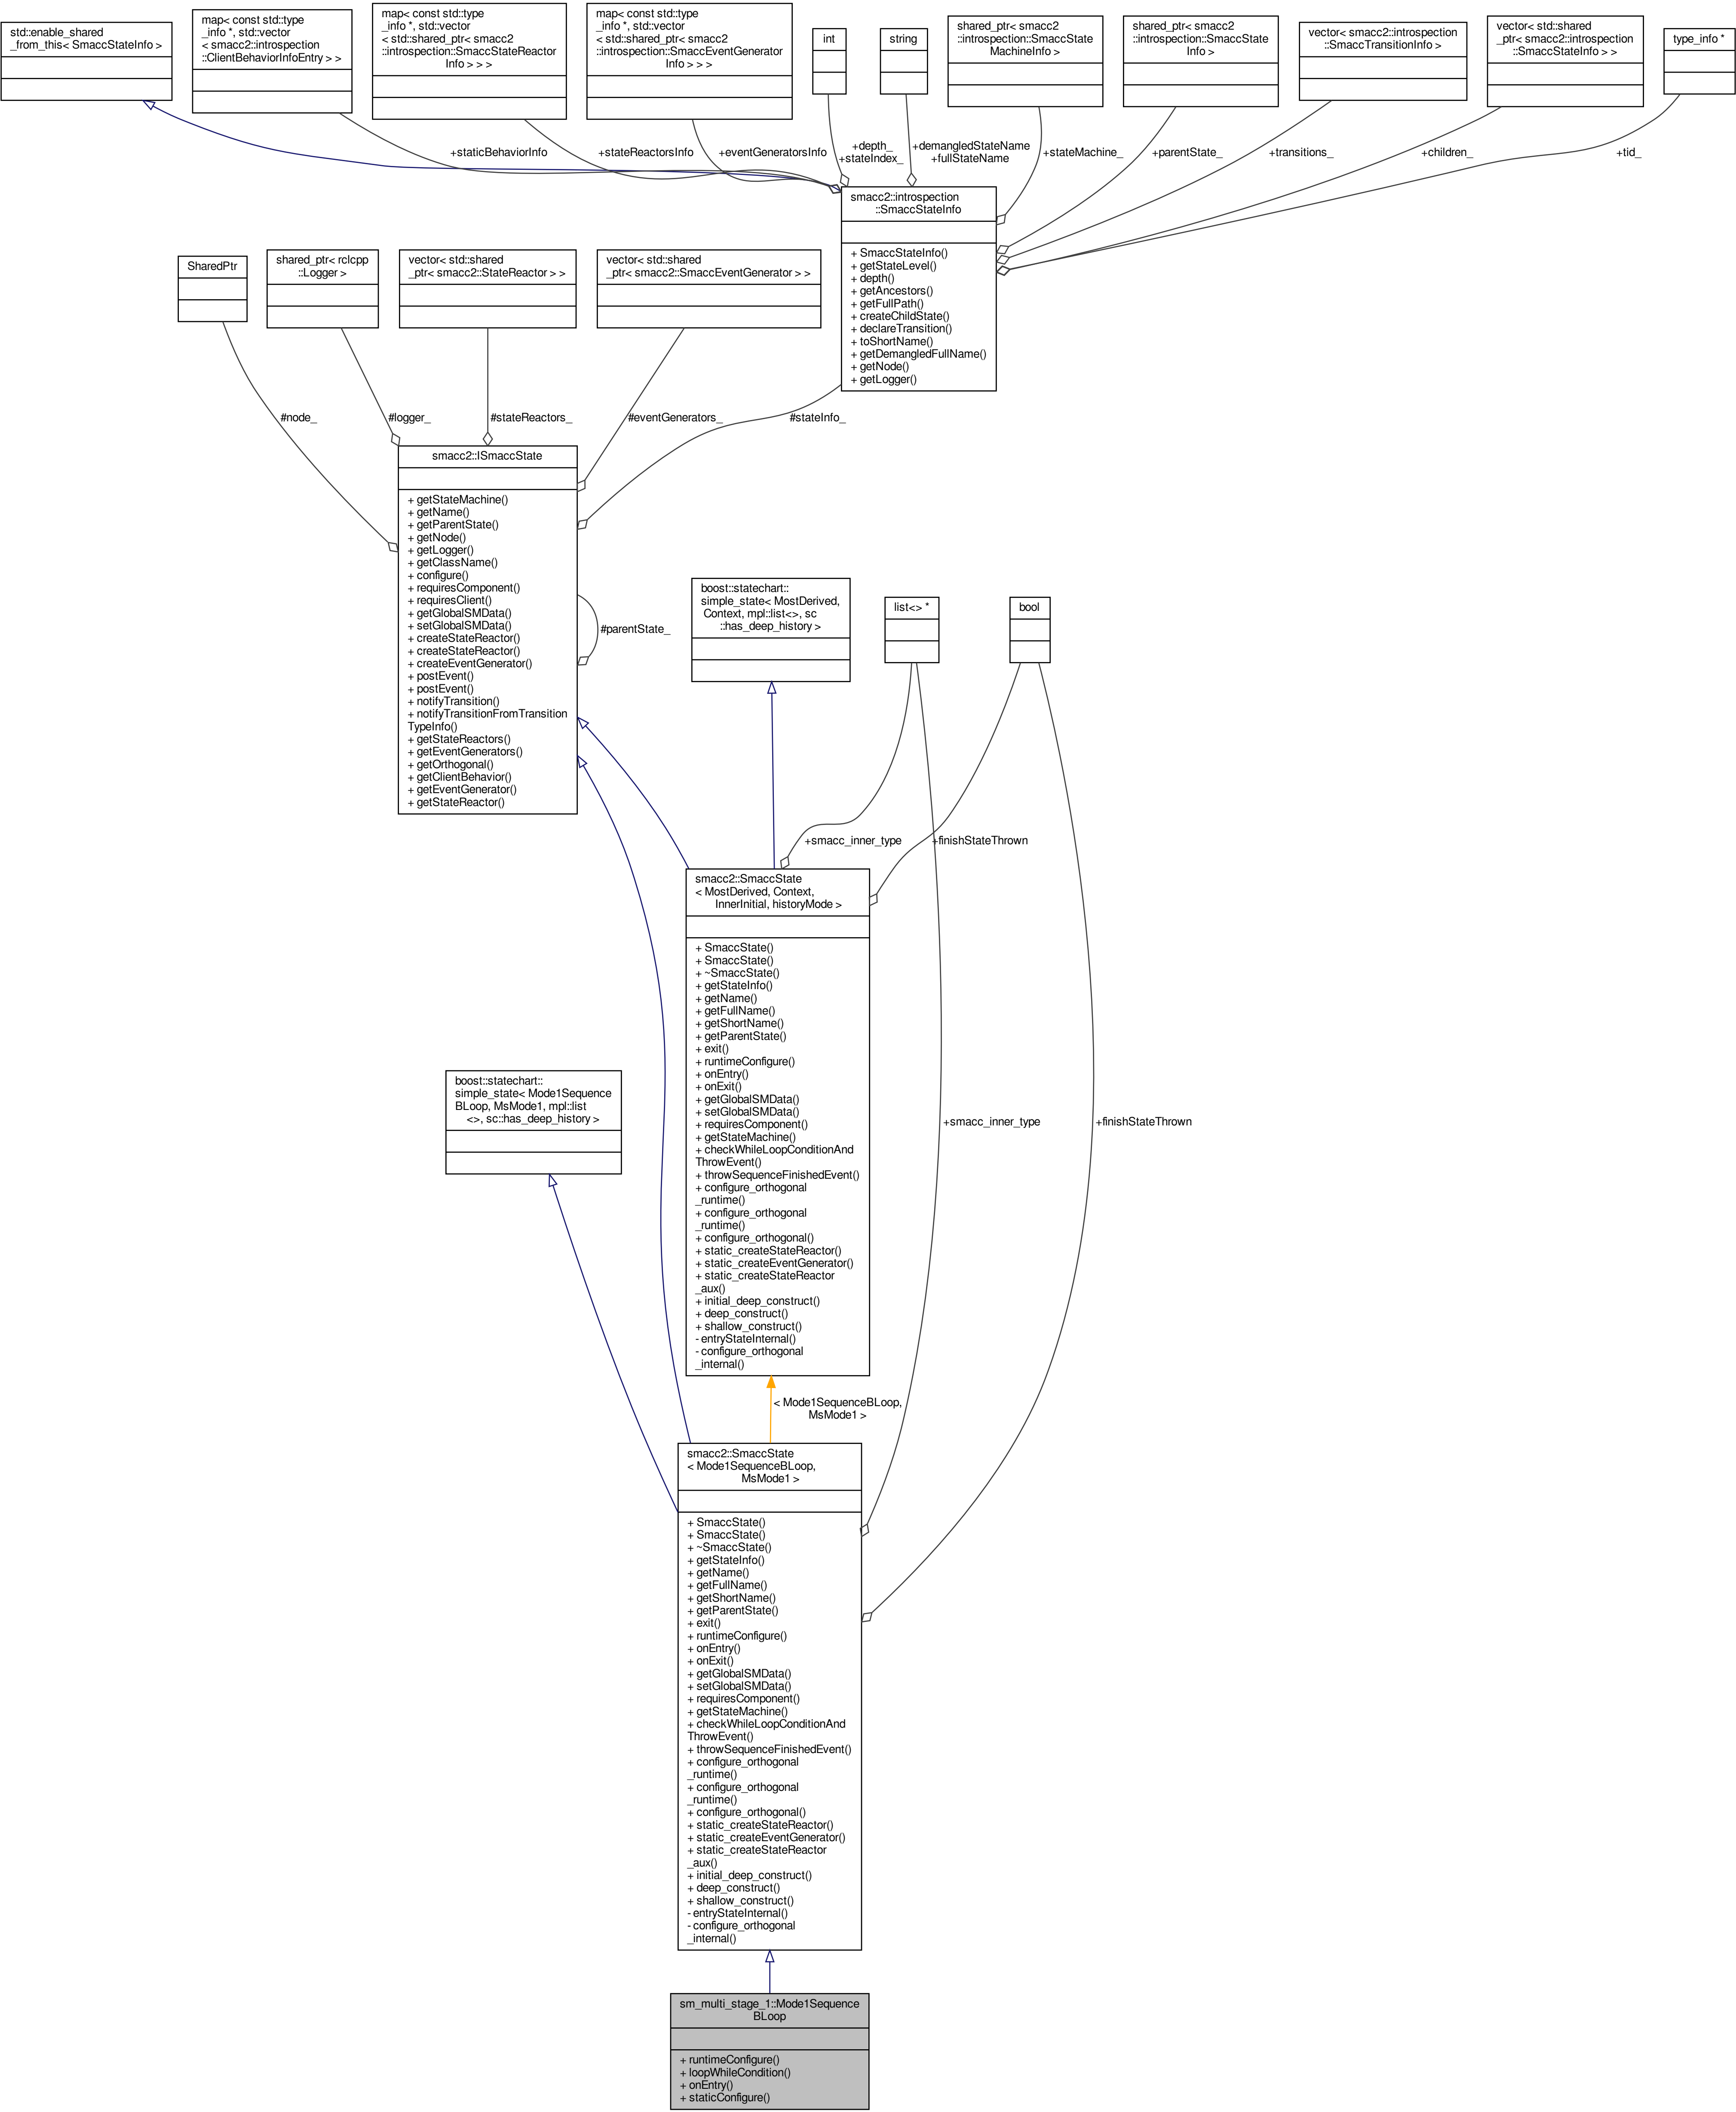 std::enable_shared
_from_this< SmaccStateInfo >
map< const std::type
_info *, std::vector
< smacc2::introspection
::ClientBehaviorInfoEntry > >
map< const std::type
_info *, std::vector
< std::shared_ptr< smacc2
::introspection::SmaccStateReactor
Info > > >
map< const std::type
_info *, std::vector
< std::shared_ptr< smacc2
::introspection::SmaccEventGenerator
Info > > >
int
string
shared_ptr< smacc2
::introspection::SmaccState
MachineInfo >
shared_ptr< smacc2
::introspection::SmaccState
Info >
vector< smacc2::introspection
::SmaccTransitionInfo >
vector< std::shared
_ptr< smacc2::introspection
::SmaccStateInfo > >
type_info *
+staticBehaviorInfo
+stateReactorsInfo
+eventGeneratorsInfo
+depth_
+stateIndex_
+demangledStateName
+fullStateName
+stateMachine_
+parentState_
+transitions_
+children_
+tid_
smacc2::introspection
::SmaccStateInfo
+ SmaccStateInfo()
+ getStateLevel()
+ depth()
+ getAncestors()
+ getFullPath()
+ createChildState()
+ declareTransition()
+ toShortName()
+ getDemangledFullName()
+ getNode()
+ getLogger()
SharedPtr
shared_ptr< rclcpp
::Logger >
vector< std::shared
_ptr< smacc2::StateReactor > >
vector< std::shared
_ptr< smacc2::SmaccEventGenerator > >
#node_
#logger_
#stateReactors_
#eventGenerators_
#stateInfo_
smacc2::ISmaccState
+ getStateMachine()
+ getName()
+ getParentState()
+ getNode()
+ getLogger()
+ getClassName()
+ configure()
+ requiresComponent()
+ requiresClient()
+ getGlobalSMData()
+ setGlobalSMData()
+ createStateReactor()
+ createStateReactor()
+ createEventGenerator()
+ postEvent()
+ postEvent()
+ notifyTransition()
+ notifyTransitionFromTransition
TypeInfo()
+ getStateReactors()
+ getEventGenerators()
+ getOrthogonal()
+ getClientBehavior()
+ getEventGenerator()
+ getStateReactor()
#parentState_
boost::statechart::
simple_state< MostDerived,
Context, mpl::list<>, sc
::has_deep_history >
list<> *
bool
+smacc_inner_type
+finishStateThrown
smacc2::SmaccState
< MostDerived, Context,
InnerInitial, historyMode >
+ SmaccState()
+ SmaccState()
+ ~SmaccState()
+ getStateInfo()
+ getName()
+ getFullName()
+ getShortName()
+ getParentState()
+ exit()
+ runtimeConfigure()
+ onEntry()
+ onExit()
+ getGlobalSMData()
+ setGlobalSMData()
+ requiresComponent()
+ getStateMachine()
+ checkWhileLoopConditionAnd
ThrowEvent()
+ throwSequenceFinishedEvent()
+ configure_orthogonal
_runtime()
+ configure_orthogonal
_runtime()
+ configure_orthogonal()
+ static_createStateReactor()
+ static_createEventGenerator()
+ static_createStateReactor
_aux()
+ initial_deep_construct()
+ deep_construct()
+ shallow_construct()
- entryStateInternal()
- configure_orthogonal
_internal()
boost::statechart::
simple_state< Mode1Sequence
BLoop, MsMode1, mpl::list
<>, sc::has_deep_history >
+smacc_inner_type
+finishStateThrown
< Mode1SequenceBLoop,
MsMode1 >
smacc2::SmaccState
< Mode1SequenceBLoop,
MsMode1 >
+ SmaccState()
+ SmaccState()
+ ~SmaccState()
+ getStateInfo()
+ getName()
+ getFullName()
+ getShortName()
+ getParentState()
+ exit()
+ runtimeConfigure()
+ onEntry()
+ onExit()
+ getGlobalSMData()
+ setGlobalSMData()
+ requiresComponent()
+ getStateMachine()
+ checkWhileLoopConditionAnd
ThrowEvent()
+ throwSequenceFinishedEvent()
+ configure_orthogonal
_runtime()
+ configure_orthogonal
_runtime()
+ configure_orthogonal()
+ static_createStateReactor()
+ static_createEventGenerator()
+ static_createStateReactor
_aux()
+ initial_deep_construct()
+ deep_construct()
+ shallow_construct()
- entryStateInternal()
- configure_orthogonal
_internal()
sm_multi_stage_1::Mode1Sequence
BLoop
+ runtimeConfigure()
+ loopWhileCondition()
+ onEntry()
+ staticConfigure()